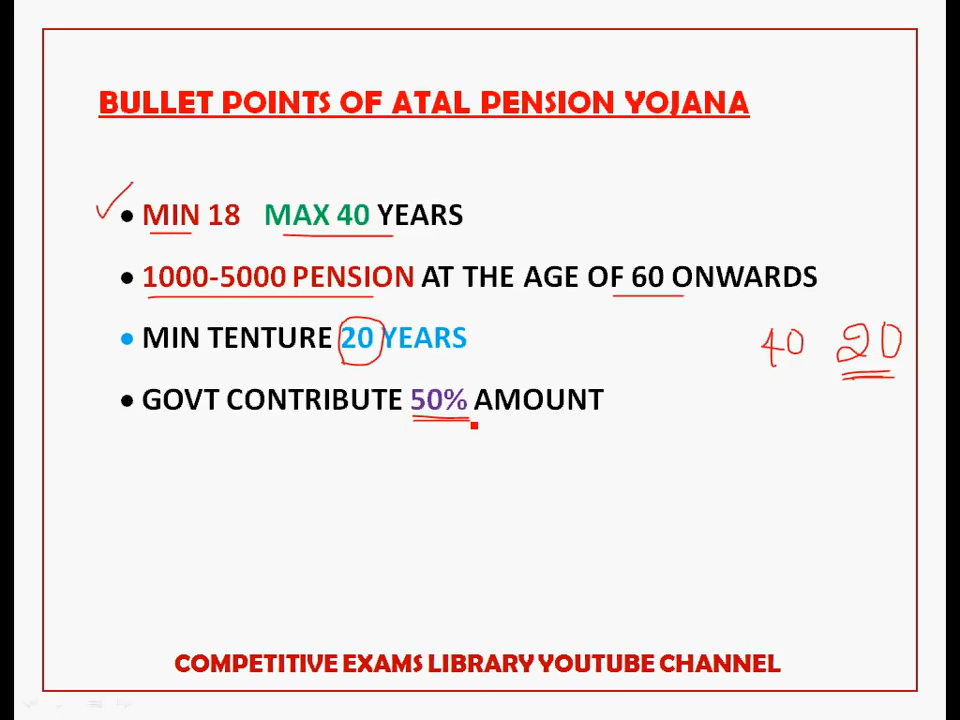 BULLET POINTS OF ATAL PENSION YOJANA
• MIN 18 MAX 40 YEARS
• 1000-5000 PENSION AT THE AGE OF 60 ONWARDS
• MIN TENTURE 20 YEARS
40 20
• GOVT CONTRIBUTE 50% AMOUNT
COMPETITIVE EXAMS LIBRARY YOUTUBE CHANNEL